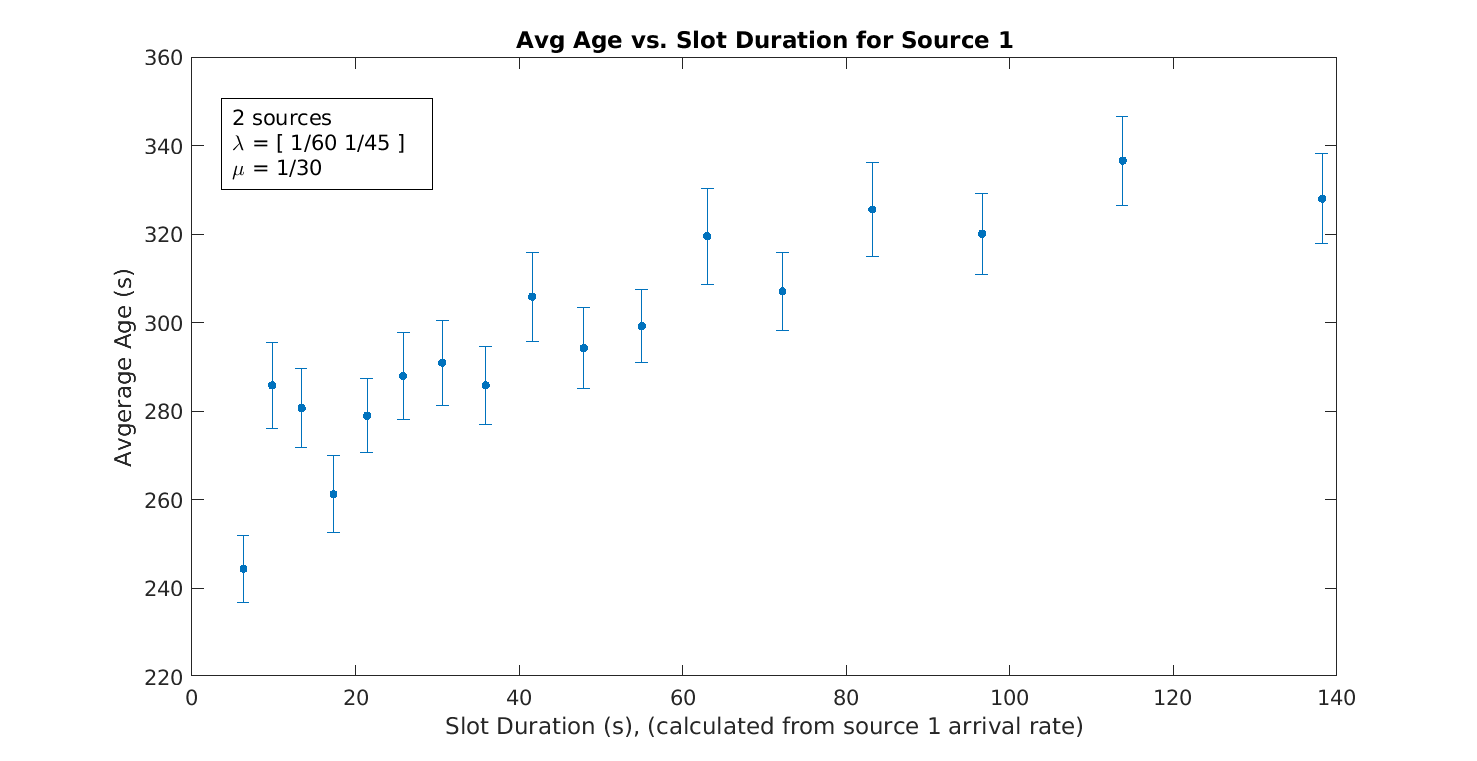 Avg Age vs. Slot Duration for Source 1
360
340
320
300
280
260
240
220
Avgerage Age (s)
2 sources
λ = [ 1/60 1/45 ]
μ = 1/30
0 20 40 60 80 100 120 140
Slot Duration (s), (calculated from source 1 arrival rate)